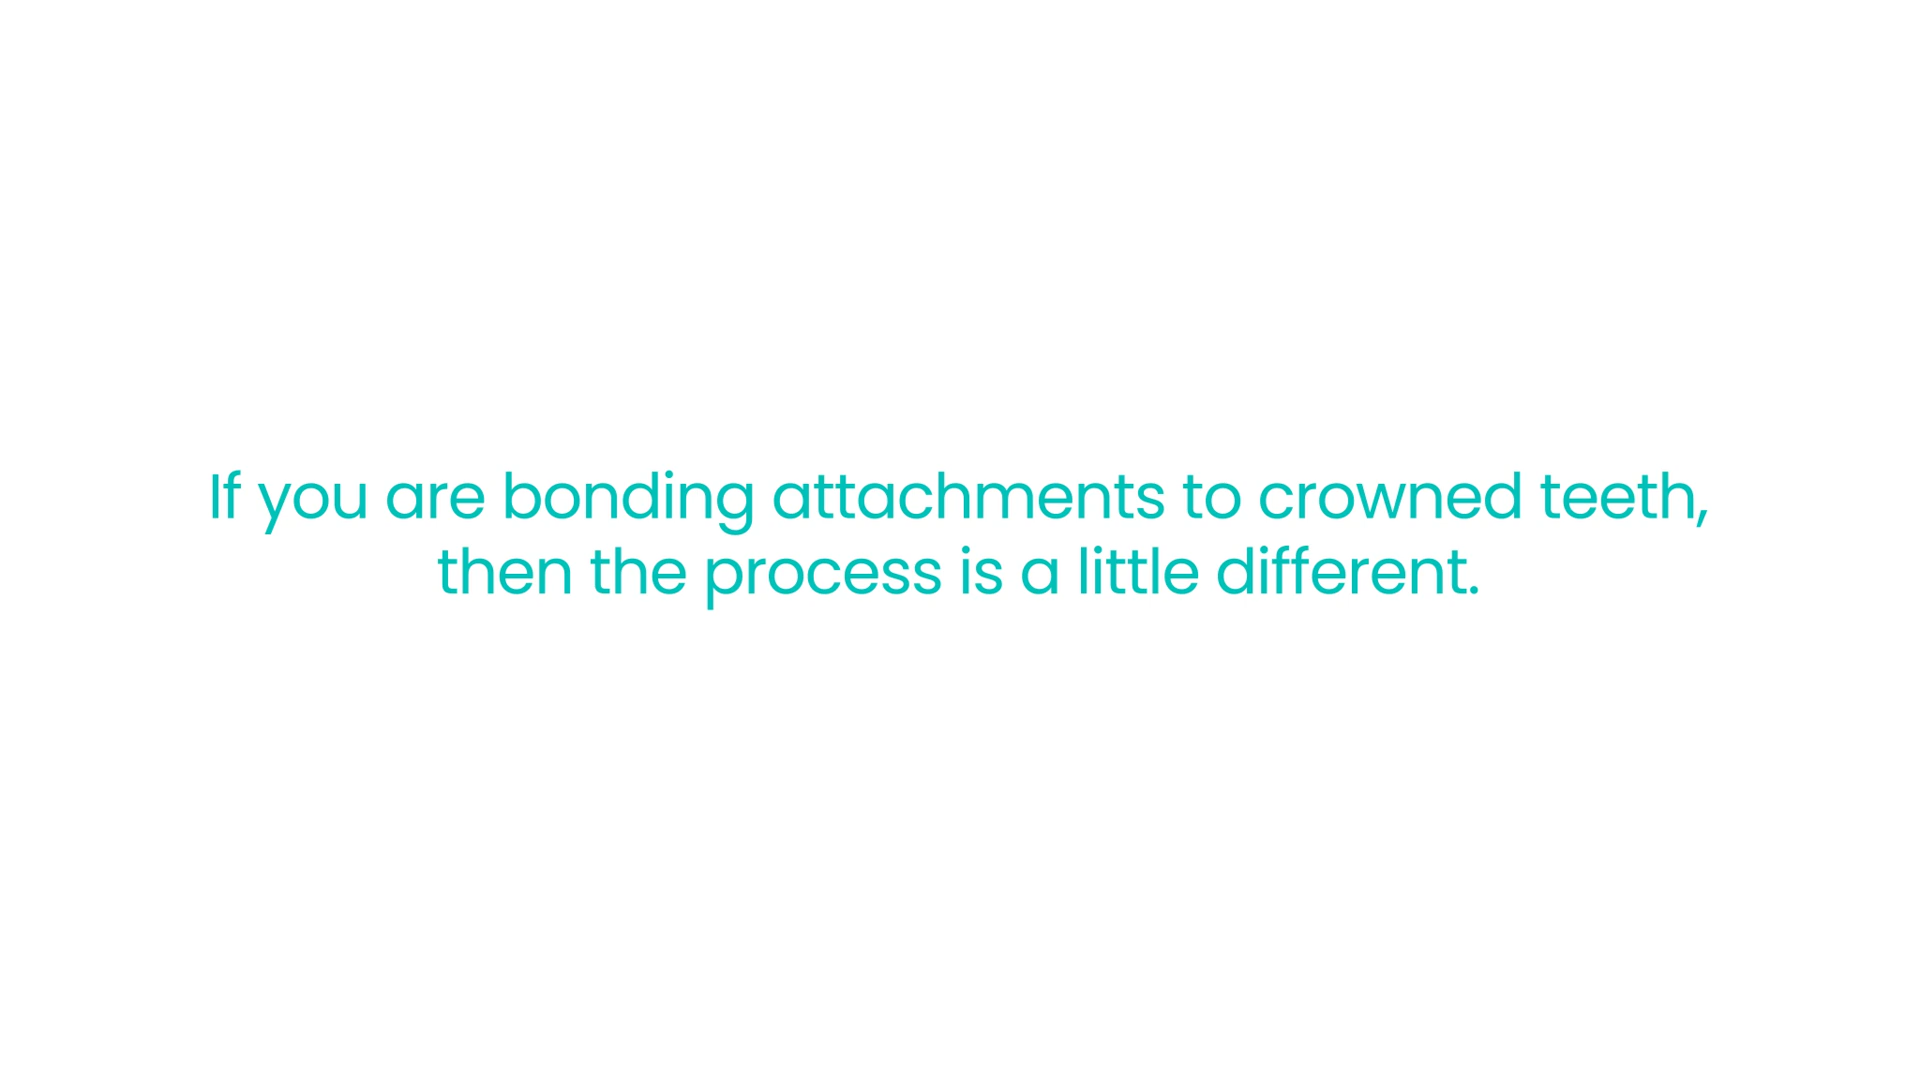 If you are bonding attachments to crowned teeth,
then the process is a little different.